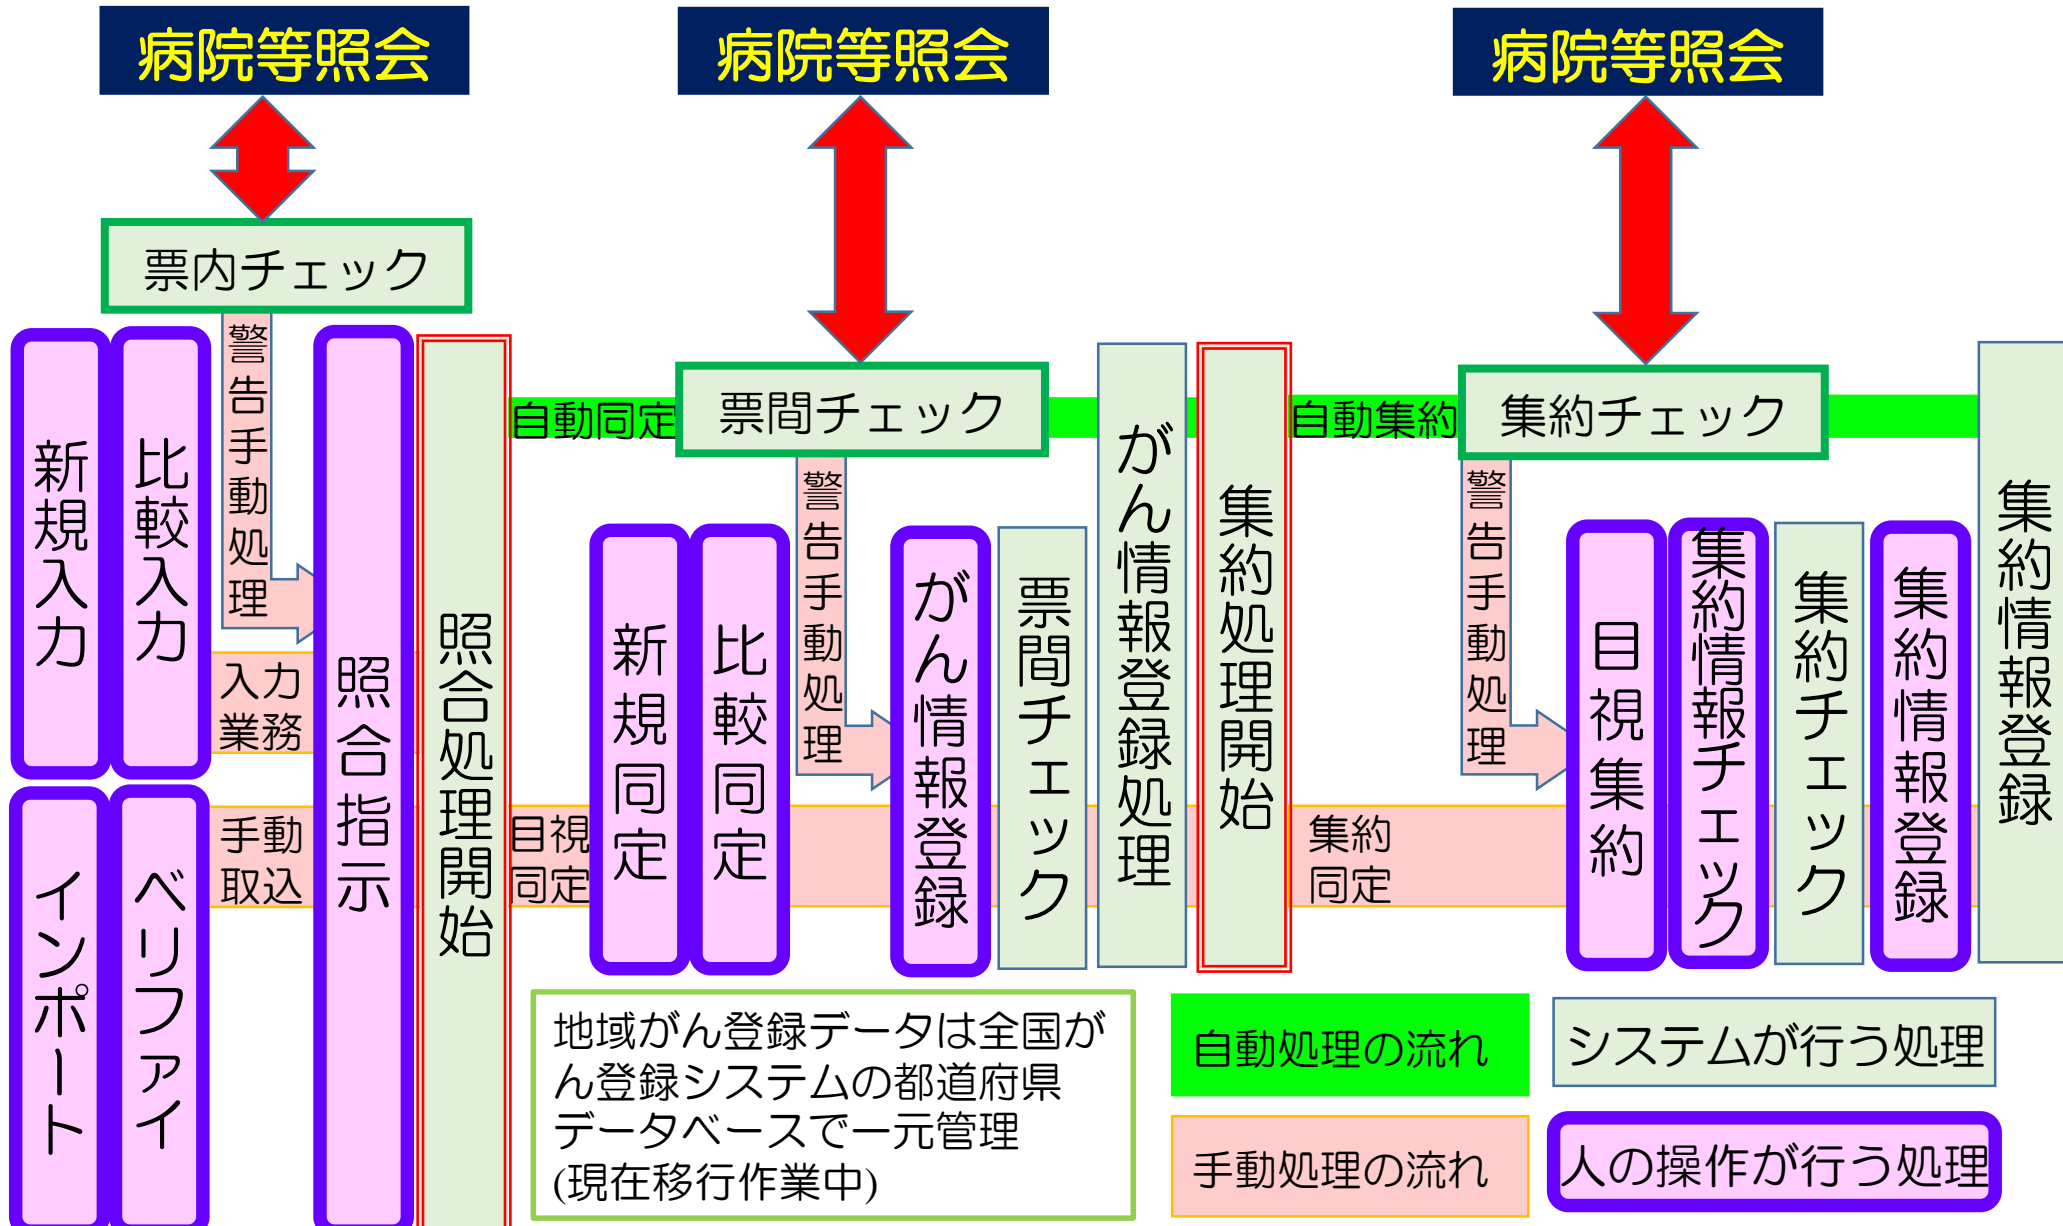 病院等照会
病院等照会
病院等照会
票内チェック
警告手動処理
新規入力
比較入力
入力
業務
手動
取込
インポート
ベリファイ
照合指示
照合処理開始
自動同定
票間チェック
警告手動処理
目視
同定
新規同定
比較同定
がん情報登録
票間チェック
がん情報登録処理
集約処理開始
自動集約
集約チェック
警告手動処理
集約
同定
目視集約
集約情報チェック
集約チェック
集約情報登録
集約情報登録
地域がん登録データは全国が
ん登録システムの都道府県
データベースで一元管理
(現在移行作業中)
自動処理の流れ
システムが行う処理
手動処理の流れ
人の操作が行う処理